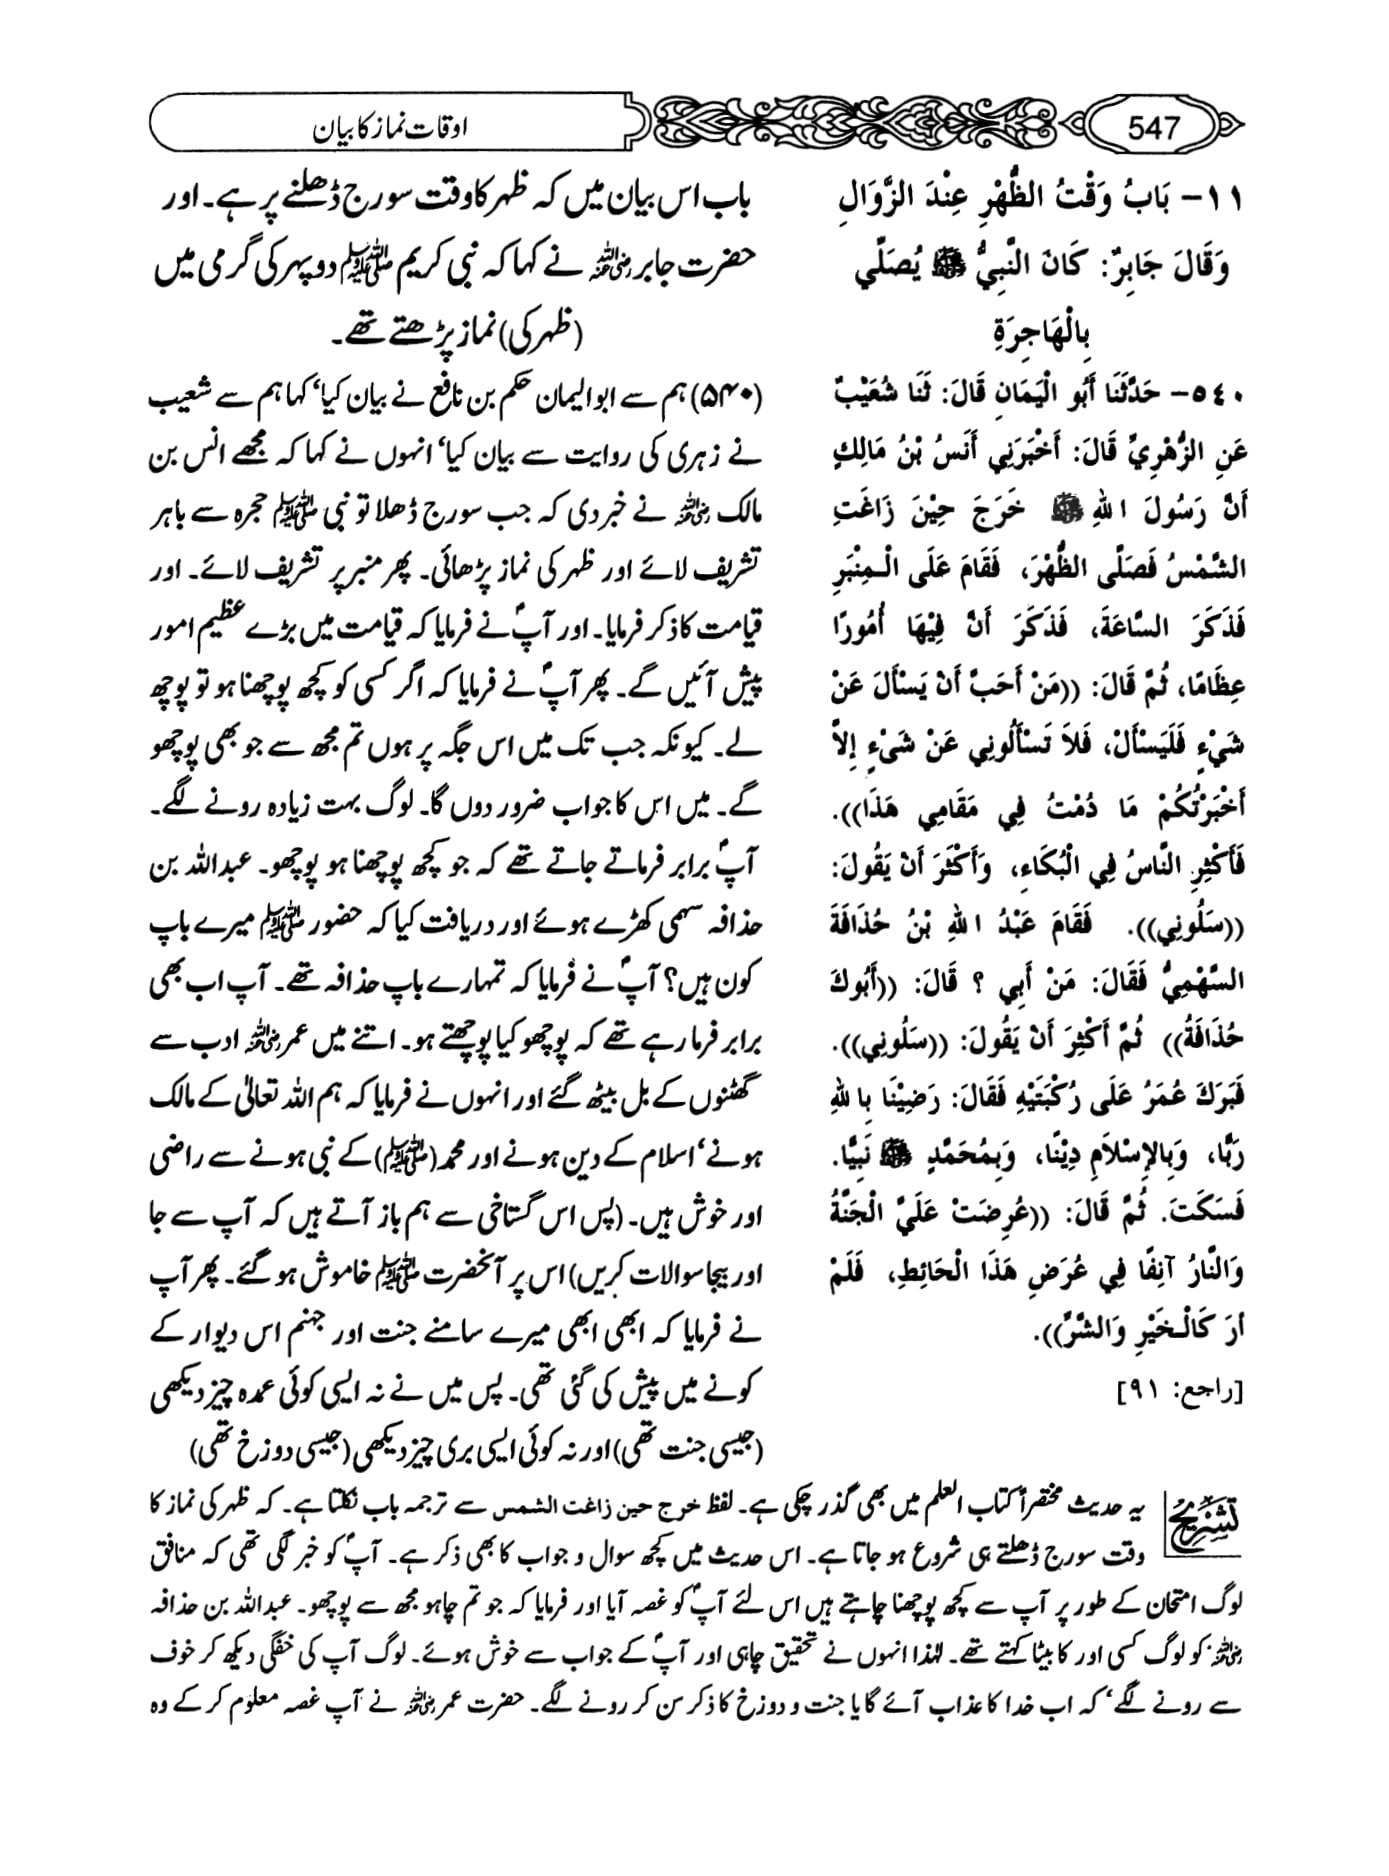 547
اوقات نماز کا بیان
١١- بَابُ وَقْتُ الظُّهْرِ عِنْدَ الزَّوَالِ
وَقَالَ جَابِرٌ: كَانَ النَّبِيُّ ﷺ يُصَلِّي
بِالْهَاجِرَةِ
٥٤٠- حَدَّثَنَا أَبُو الْيَمَانِ قَالَ: ثَنَا شُعَيْبٌ
عَنِ الزُّهْرِيِّ قَالَ: أَخْبَرَنِي أَنَسُ بْنُ مَالِكٍ
أَنَّ رَسُولَ اللهِ ﷺ خَرَجَ حِيْنَ زَاغَتِ
الشَّمْسُ فَصَلَّى الظُّهْرَ، فَقَامَ عَلَى الْمِنْبَرِ
فَذَكَرَ السَّاعَةَ، فَذَكَرَ أَنَّ فِيْهَا أُمُورًا
عِظَامًا، ثُمَّ قَالَ: ((مَنْ أَحَبَّ أَنْ يَسْأَلَ عَنْ
شَيْءٍ فَلَيَسْأَلْ، فَلاَ تَسْأَلُونِي عَنْ شَيْءٍ إِلاَّ
أَخْبَرْتُكُمْ مَا دُمْتُ فِي مَقَامِي هَذَا)).
فَأَكْثِرِ النَّاسُ فِي الْبُكَاءِ، وَأَكْثَرَ أَنْ يَقُولَ:
((سَلُونِي)). فَقَامَ عَبْدُ اللهِ بْنُ حُذَافَةَ
السَّهْمِيُّ فَقَالَ: مَنْ أَبِي ؟ قَالَ: ((أَبُوكَ
حُذَافَةُ)) ثُمَّ أَكْثِرَ أَنْ يَقُولَ: ((سَلُونِي)).
فَبَرَكَ عُمَرُ عَلَى رُكْبَتَيْهِ فَقَالَ: رَضِيْنَا بِاللهِ
رَبًّا، وَبِالإِسْلاَمِ دِيْنًا، وَبِمُحَمَّدٍ ﷺ نَبِيًّا.
فَسَكَتَ. ثُمَّ قَالَ: ((عُرِضَتْ عَلَيَّ الْجَنَّةُ
وَالنَّارُ آنِفًا فِي عُرَضِ هَذَا الْحَائِطِ، فَلَمْ
أرَ كَالْخَيْرِ وَالشَّرِّ)).
[راجع: ٩١]
باب اس بیان میں کہ ظہر کا وقت سورج ڈھلنے پر ہے۔ اور
حضرت جابر رضی اللہ عنہ نے کہا کہ نبی کریم ﷺ دوپہر کی گرمی میں
(ظہر کی) نماز پڑھتے تھے۔
(۵۴۰) ہم سے ابوالیمان حکم بن نافع نے بیان کیا‘ کہا ہم سے شعیب
نے زہری کی روایت سے بیان کیا‘ انہوں نے کہا کہ مجھے انس بن
مالک رضی اللہ عنہ نے خبر دی کہ جب سورج ڈھلا تو نبی ﷺ حجرہ سے باہر
تشریف لائے اور ظہر کی نماز پڑھائی۔ پھر منبر پر تشریف لائے۔ اور
قیامت کا ذکر فرمایا۔ اور آپؐ نے فرمایا کہ قیامت میں بڑے عظیم امور
پیش آئیں گے۔ پھر آپؐ نے فرمایا کہ اگر کسی کو کچھ پوچھنا ہو تو پوچھ
لے۔ کیونکہ جب تک میں اس جگہ پر ہوں تم مجھ سے جو بھی پوچھو
گے۔ میں اس کا جواب ضرور دوں گا۔ لوگ بہت زیادہ رونے لگے۔
آپؐ برابر فرماتے جاتے تھے کہ جو کچھ پوچھنا ہو پوچھو۔ عبداللہ بن
حذافہ سہمی کھڑے ہوئے اور دریافت کیا کہ حضور ﷺ میرے باپ
کون ہیں؟ آپؐ نے فرمایا کہ تمہارے باپ حذافہ تھے۔ آپ اب بھی
برابر فرما رہے تھے کہ پوچھو کیا پوچھتے ہو۔ اتنے میں عمر رضی اللہ عنہ ادب سے
گھٹنوں کے بل بیٹھ گئے اور انہوں نے فرمایا کہ ہم اللہ تعالیٰ کے مالک
ہونے‘ اسلام کے دین ہونے اور محمد (ﷺ) کے نبی ہونے سے راضی
اور خوش ہیں۔ (پس اس گستاخی سے ہم باز آتے ہیں کہ آپ سے جا
اور بیجا سوالات کریں) اس پر آنحضرت ﷺ خاموش ہو گئے۔ پھر آپ
نے فرمایا کہ ابھی ابھی میرے سامنے جنت اور جہنم اس دیوار کے
کونے میں پیش کی گئی تھی۔ پس میں نے نہ ایسی کوئی عمدہ چیز دیکھی
(جیسی جنت تھی) اور نہ کوئی ایسی بری چیز دیکھی (جیسی دوزخ تھی)
تشریح
یہ حدیث مختصراً کتاب العلم میں بھی گذر چکی ہے۔ لفظ خرج حین زاغت الشمس سے ترجمہ باب نکلتا ہے۔ کہ ظہر کی نماز کا
وقت سورج ڈھلتے ہی شروع ہو جاتا ہے۔ اس حدیث میں کچھ سوال و جواب کا بھی ذکر ہے۔ آپؐ کو خبر لگی تھی کہ منافق
لوگ امتحان کے طور پر آپ سے کچھ پوچھنا چاہتے ہیں اس لئے آپؐ کو غصہ آیا اور فرمایا کہ جو تم چاہو مجھ سے پوچھو۔ عبداللہ بن حذافہ
رضی اللہ عنہ کو لوگ کسی اور کا بیٹا کہتے تھے۔ لہٰذا انہوں نے تحقیق چاہی اور آپؐ کے جواب سے خوش ہوئے۔ لوگ آپ کی خفگی دیکھ کر خوف
سے رونے لگے‘ کہ اب خدا کا عذاب آئے گا یا جنت و دوزخ کا ذکر سن کر رونے لگے۔ حضرت عمر رضی اللہ عنہ نے آپ غصہ معلوم کر کے وہ